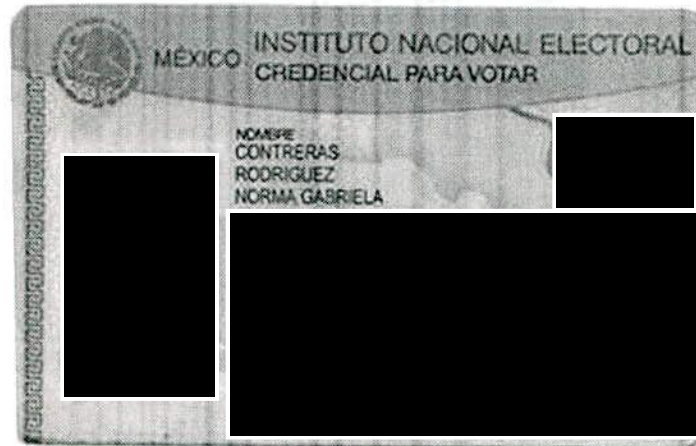 MÉXICO INSTITUTO NACIONAL ELECTORAL
CREDENCIAL PARA VOTAR
NOMBRE
CONTRERAS
RODRIGUEZ
NORMA GABRIELA